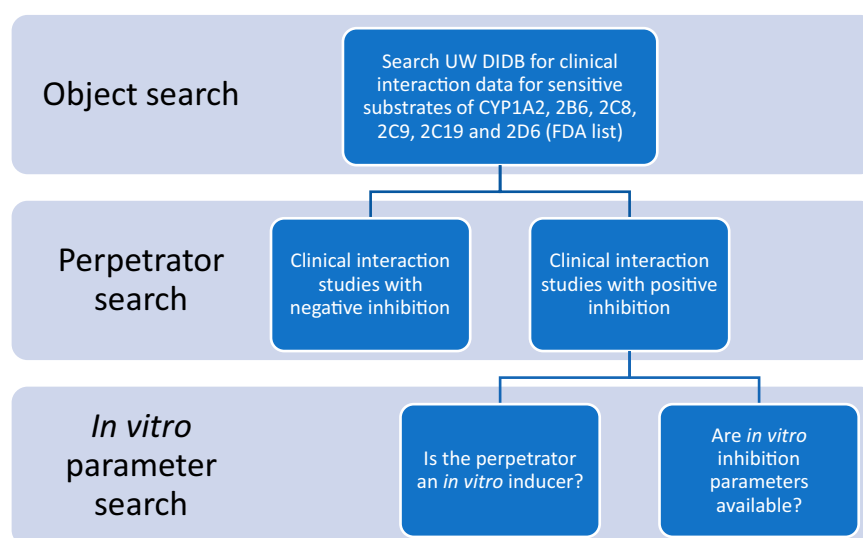 Object search
Search UW DIDB for clinical
interaction data for sensitive
substrates of CYP1A2, 2B6, 2C8,
2C9, 2C19 and 2D6 (FDA list)
Perpetrator
search
Clinical interaction
studies with
negative inhibition
Clinical interaction
studies with positive
inhibition
In vitro
parameter
search
Is the perpetrator
an in vitro inducer?
Are in vitro
inhibition
parameters
available?